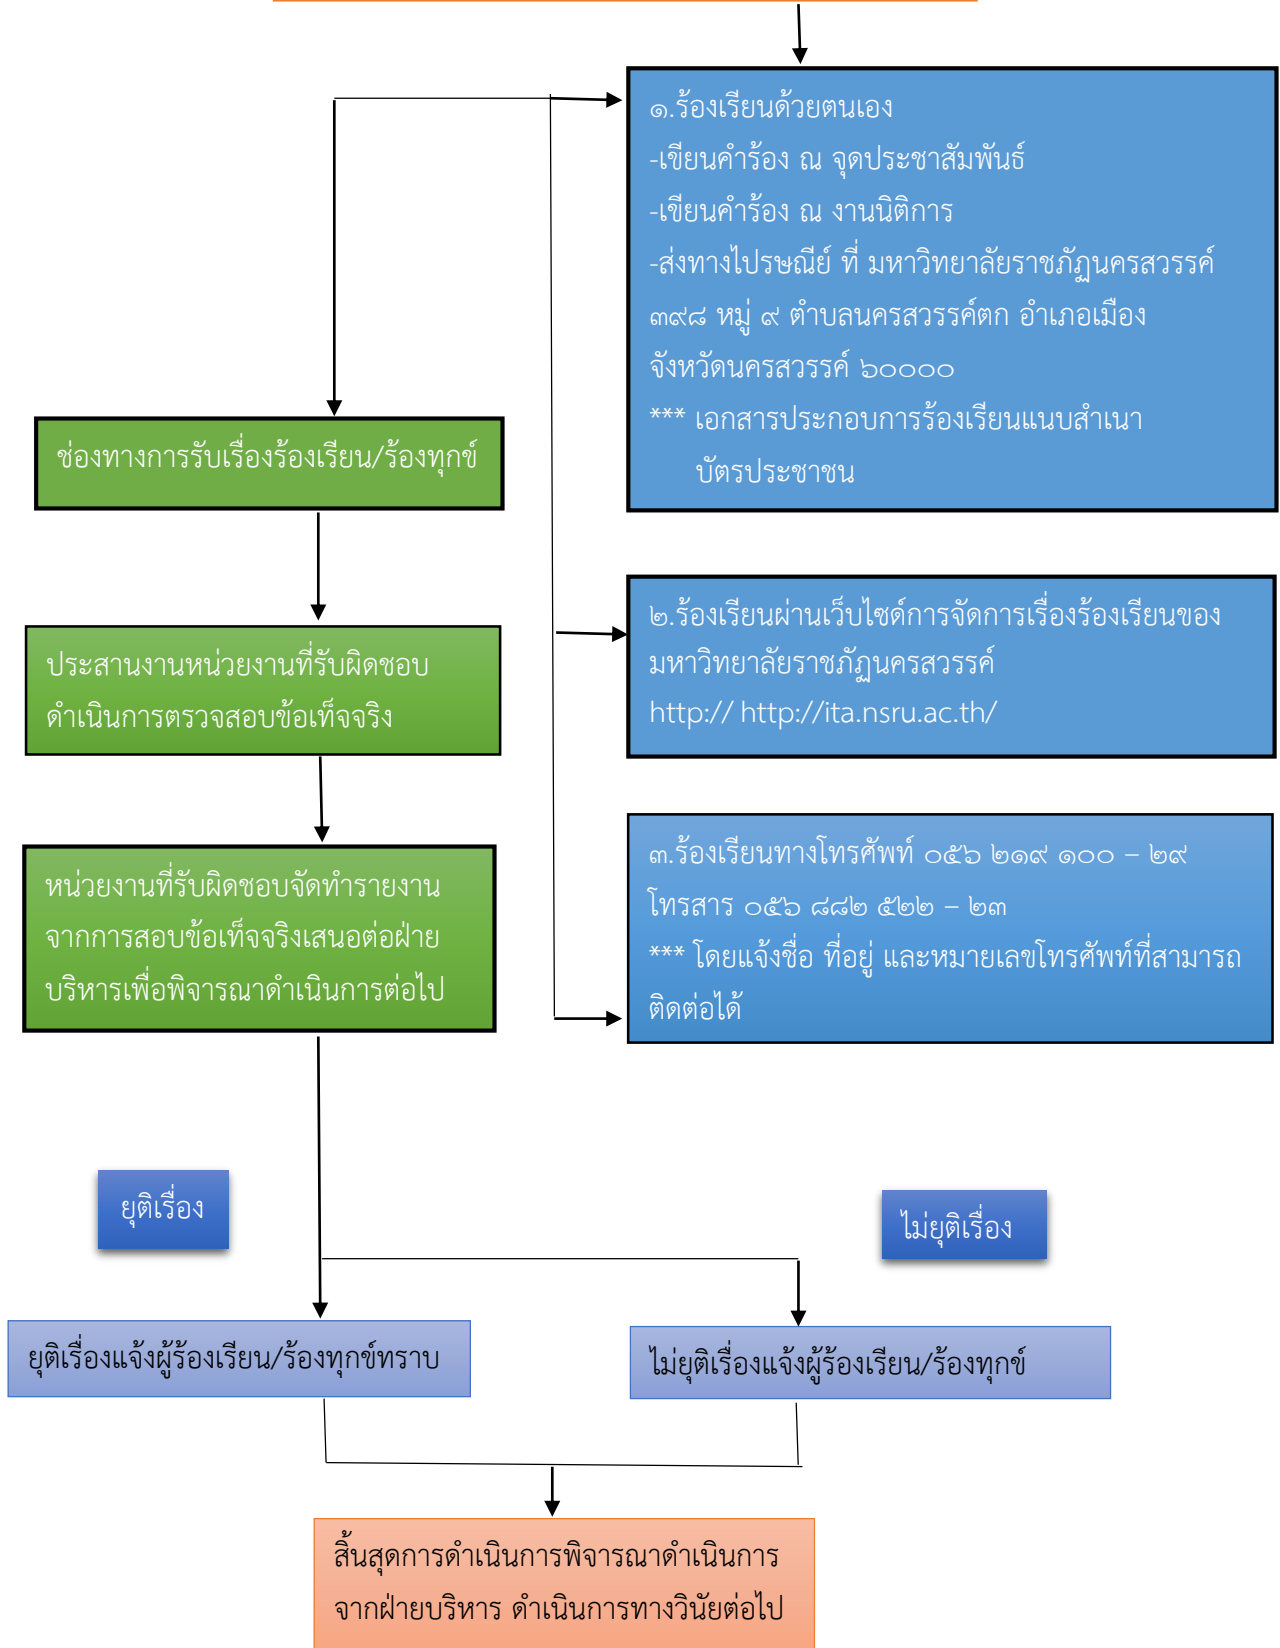 ๑.ร้องเรียนด้วยตนเอง
-เขียนคำร้อง ณ จุดประชาสัมพันธ์
-เขียนคำร้อง ณ งานนิติการ
-ส่งทางไปรษณีย์ ที่ มหาวิทยาลัยราชภัฏนครสวรรค์
๓๙๘ หมู่ ๙ ตำบลนครสวรรค์ตก อำเภอเมือง
จังหวัดนครสวรรค์ ๖๐๐๐๐
*** เอกสารประกอบการร้องเรียนแนบสำเนา
บัตรประชาชน
ช่องทางการรับเรื่องร้องเรียน/ร้องทุกข์
๒.ร้องเรียนผ่านเว็บไซด์การจัดการเรื่องร้องเรียนของ
มหาวิทยาลัยราชภัฏนครสวรรค์
http:// http://ita.nsru.ac.th/
ประสานงานหน่วยงานที่รับผิดชอบ
ดำเนินการตรวจสอบข้อเท็จจริง
๓.ร้องเรียนทางโทรศัพท์ ๐๕๖ ๒๑๙ ๑๐๐ – ๒๙
โทรสาร ๐๕๖ ๘๘๒ ๕๒๒ – ๒๓
*** โดยแจ้งชื่อ ที่อยู่ และหมายเลขโทรศัพท์ที่สามารถ
ติดต่อได้
หน่วยงานที่รับผิดชอบจัดทำรายงาน
จากการสอบข้อเท็จจริงเสนอต่อฝ่าย
บริหารเพื่อพิจารณาดำเนินการต่อไป
ยุติเรื่อง
ไม่ยุติเรื่อง
ยุติเรื่องแจ้งผู้ร้องเรียน/ร้องทุกข์ทราบ
ไม่ยุติเรื่องแจ้งผู้ร้องเรียน/ร้องทุกข์
สิ้นสุดการดำเนินการพิจารณาดำเนินการ
จากฝ่ายบริหาร ดำเนินการทางวินัยต่อไป